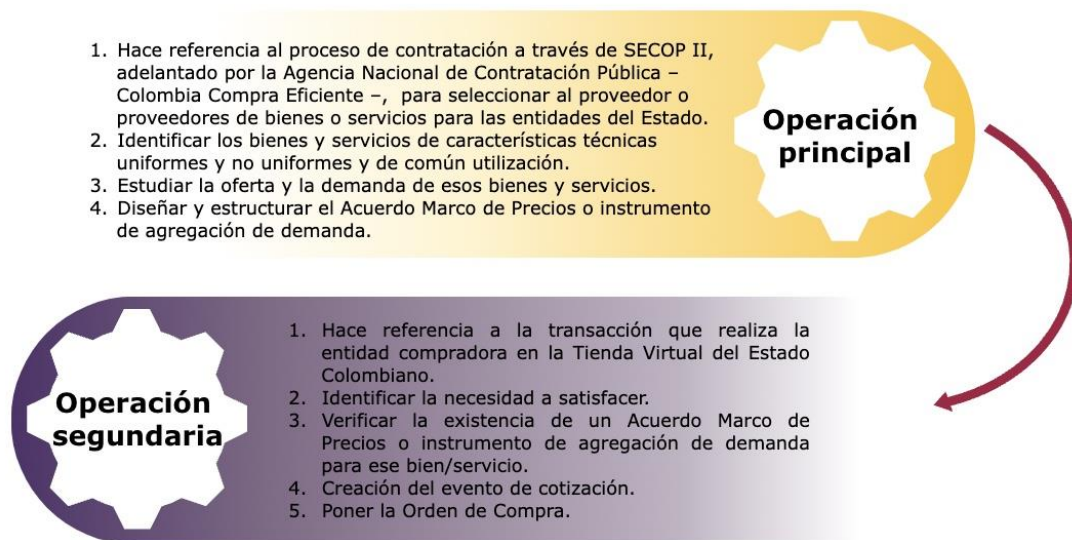 1. Hace referencia al proceso de contratación a través de SECOP II,
adelantado por la Agencia Nacional de Contratación Pública –
Colombia Compra Eficiente –, para seleccionar al proveedor o
proveedores de bienes o servicios para las entidades del Estado.
2. Identificar los bienes y servicios de características técnicas
uniformes y no uniformes y de común utilización.
3. Estudiar la oferta y la demanda de esos bienes y servicios.
4. Diseñar y estructurar el Acuerdo Marco de Precios o instrumento
de agregación de demanda.
Operación
principal
Operación
segundaria
1. Hace referencia a la transacción que realiza la
entidad compradora en la Tienda Virtual del Estado
Colombiano.
2. Identificar la necesidad a satisfacer.
3. Verificar la existencia de un Acuerdo Marco de
Precios o instrumento de agregación de demanda
para ese bien/servicio.
4. Creación del evento de cotización.
5. Poner la Orden de Compra.